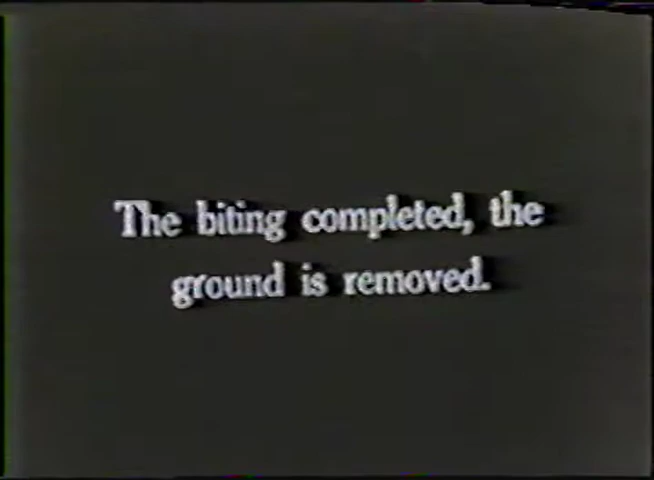 The biting completed, the
ground is removed.